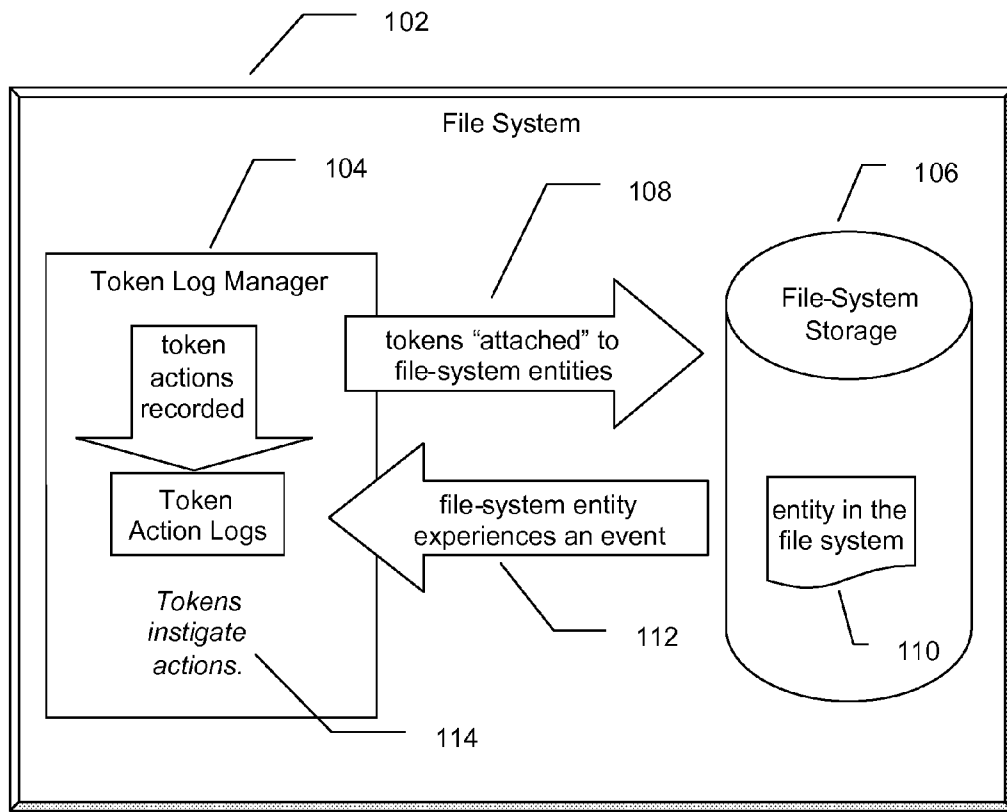 102
File System
104
108
106
Token Log Manager
File-System
Storage
token
actions
recorded
tokens “attached” to
file-system entities
Token
Action Logs
file-system entity
experiences an event
entity in the
file system
Tokens
instigate
actions.
112
110
114